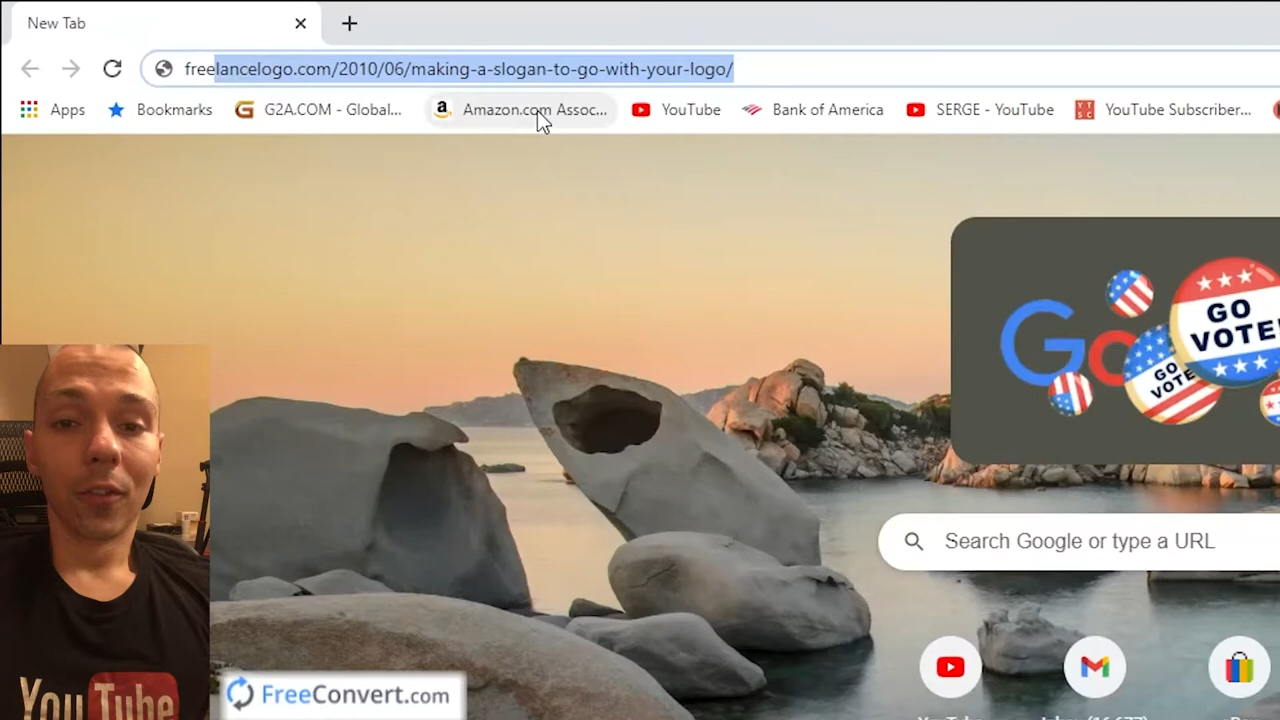 New Tab
freelancelogo.com/2010/06/making-a-slogan-to-go-with-your-logo/
Apps Bookmarks G2A.COM - Global... Amazon.com Assoc... YouTube Bank of America SERGE - YouTube YouTube Subscriber...
GO
VOTE
GO
VOTE
Search Google or type a URL
YouTube
FreeConvert.com